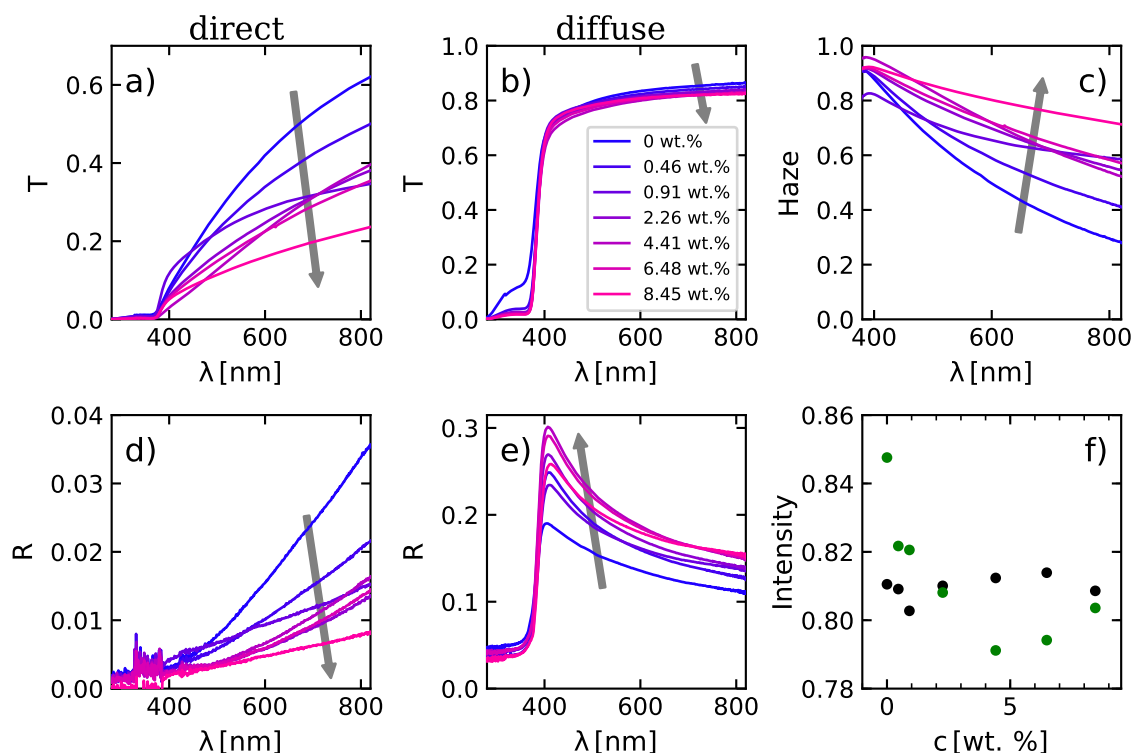 direct
diffuse
a)
T
0.6
0.4
0.2
0.0
400
600
800
λ [nm]
b)
T
1.0
0.8
0.6
0.4
0.2
0.0
0 wt.%
0.46 wt.%
0.91 wt.%
2.26 wt.%
4.41 wt.%
6.48 wt.%
8.45 wt.%
400
600
800
λ [nm]
c)
Haze
1.0
0.8
0.6
0.4
0.2
0.0
400
600
800
λ [nm]
d)
R
0.04
0.03
0.02
0.01
0.00
400
600
800
λ [nm]
e)
R
0.3
0.2
0.1
0.0
400
600
800
λ [nm]
f)
Intensity
0.86
0.84
0.82
0.80
0.78
0
5
c [wt. %]